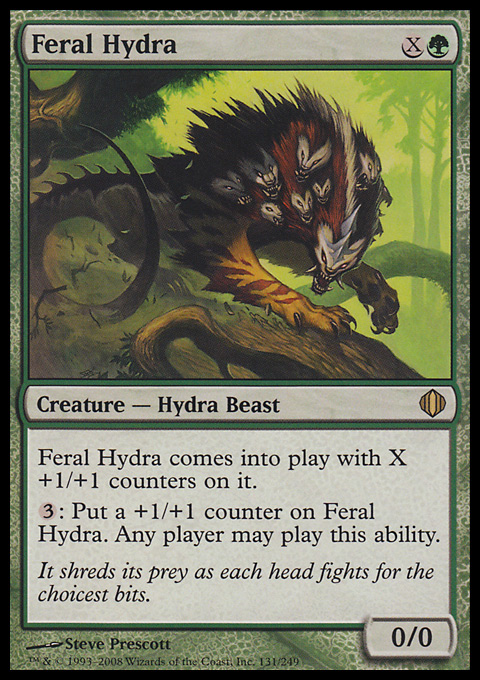 Feral Hydra X
Creature — Hydra Beast
Feral Hydra comes into play with X
+1/+1 counters on it.
3: Put a +1/+1 counter on Feral
Hydra. Any player may play this ability.
It shreds its prey as each head fights for the
choicest bits.
Steve Prescott
0/0
™ & © 1993–2008 Wizards of the Coast, Inc. 131/249